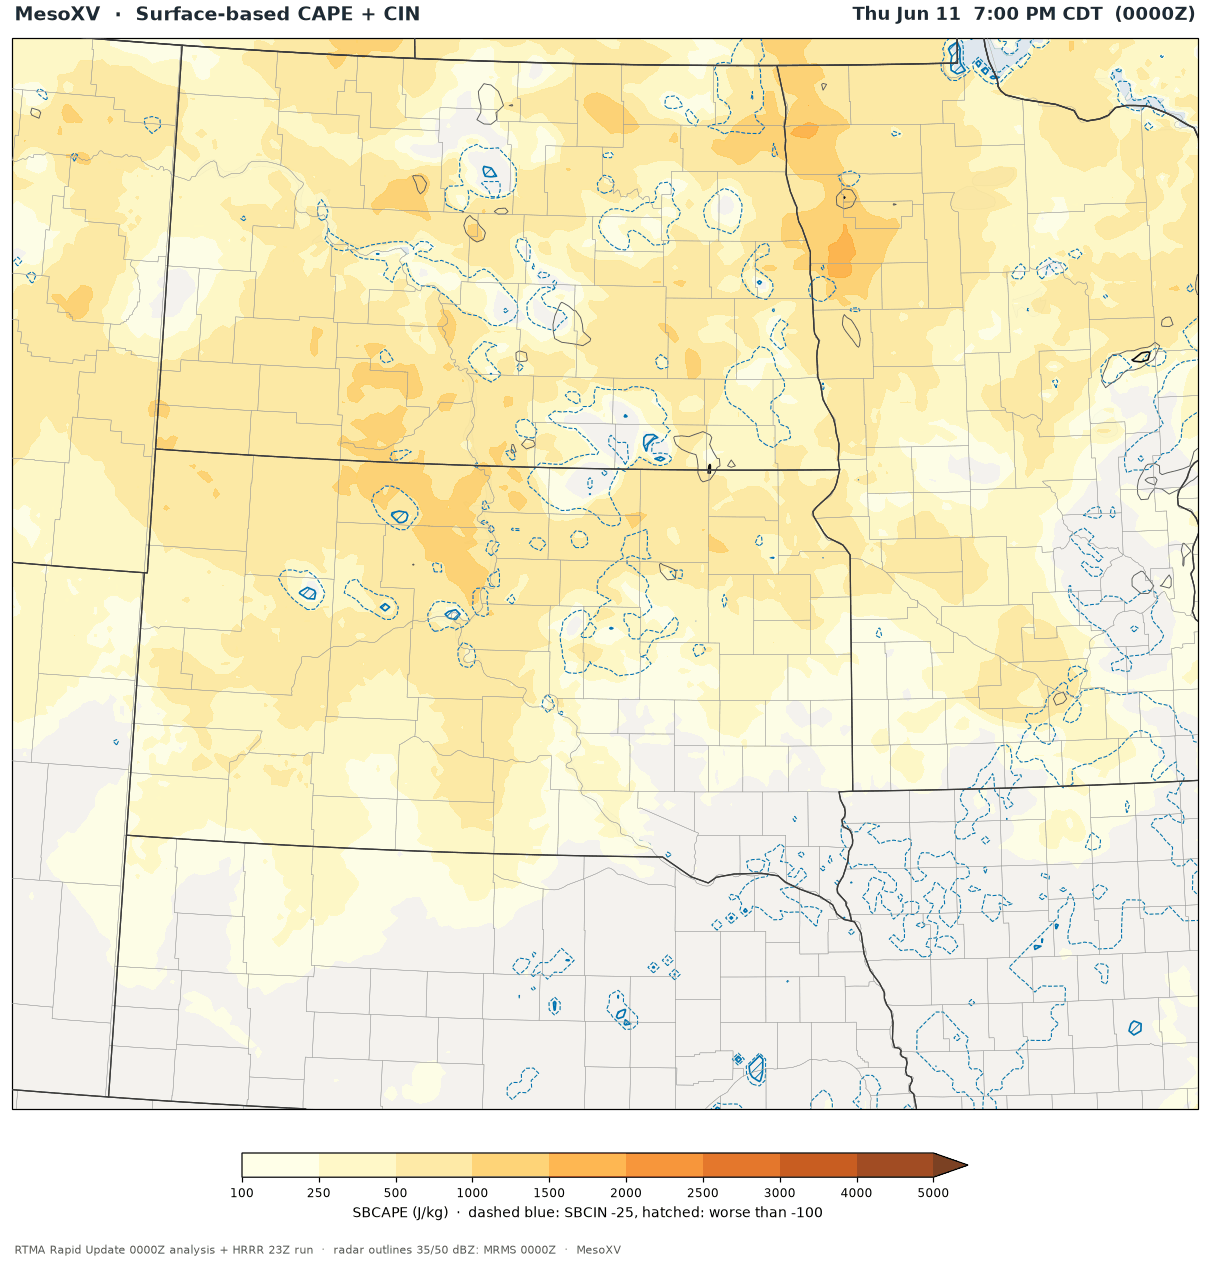 MesoXV · Surface-based CAPE + CIN
Thu Jun 11 7:00 PM CDT (0000Z)
100 250 500 1000 1500 2000 2500 3000 4000 5000
SBCAPE (J/kg) · dashed blue: SBCIN -25, hatched: worse than -100
RTMA Rapid Update 0000Z analysis + HRRR 23Z run · radar outlines 35/50 dBZ: MRMS 0000Z · MesoXV